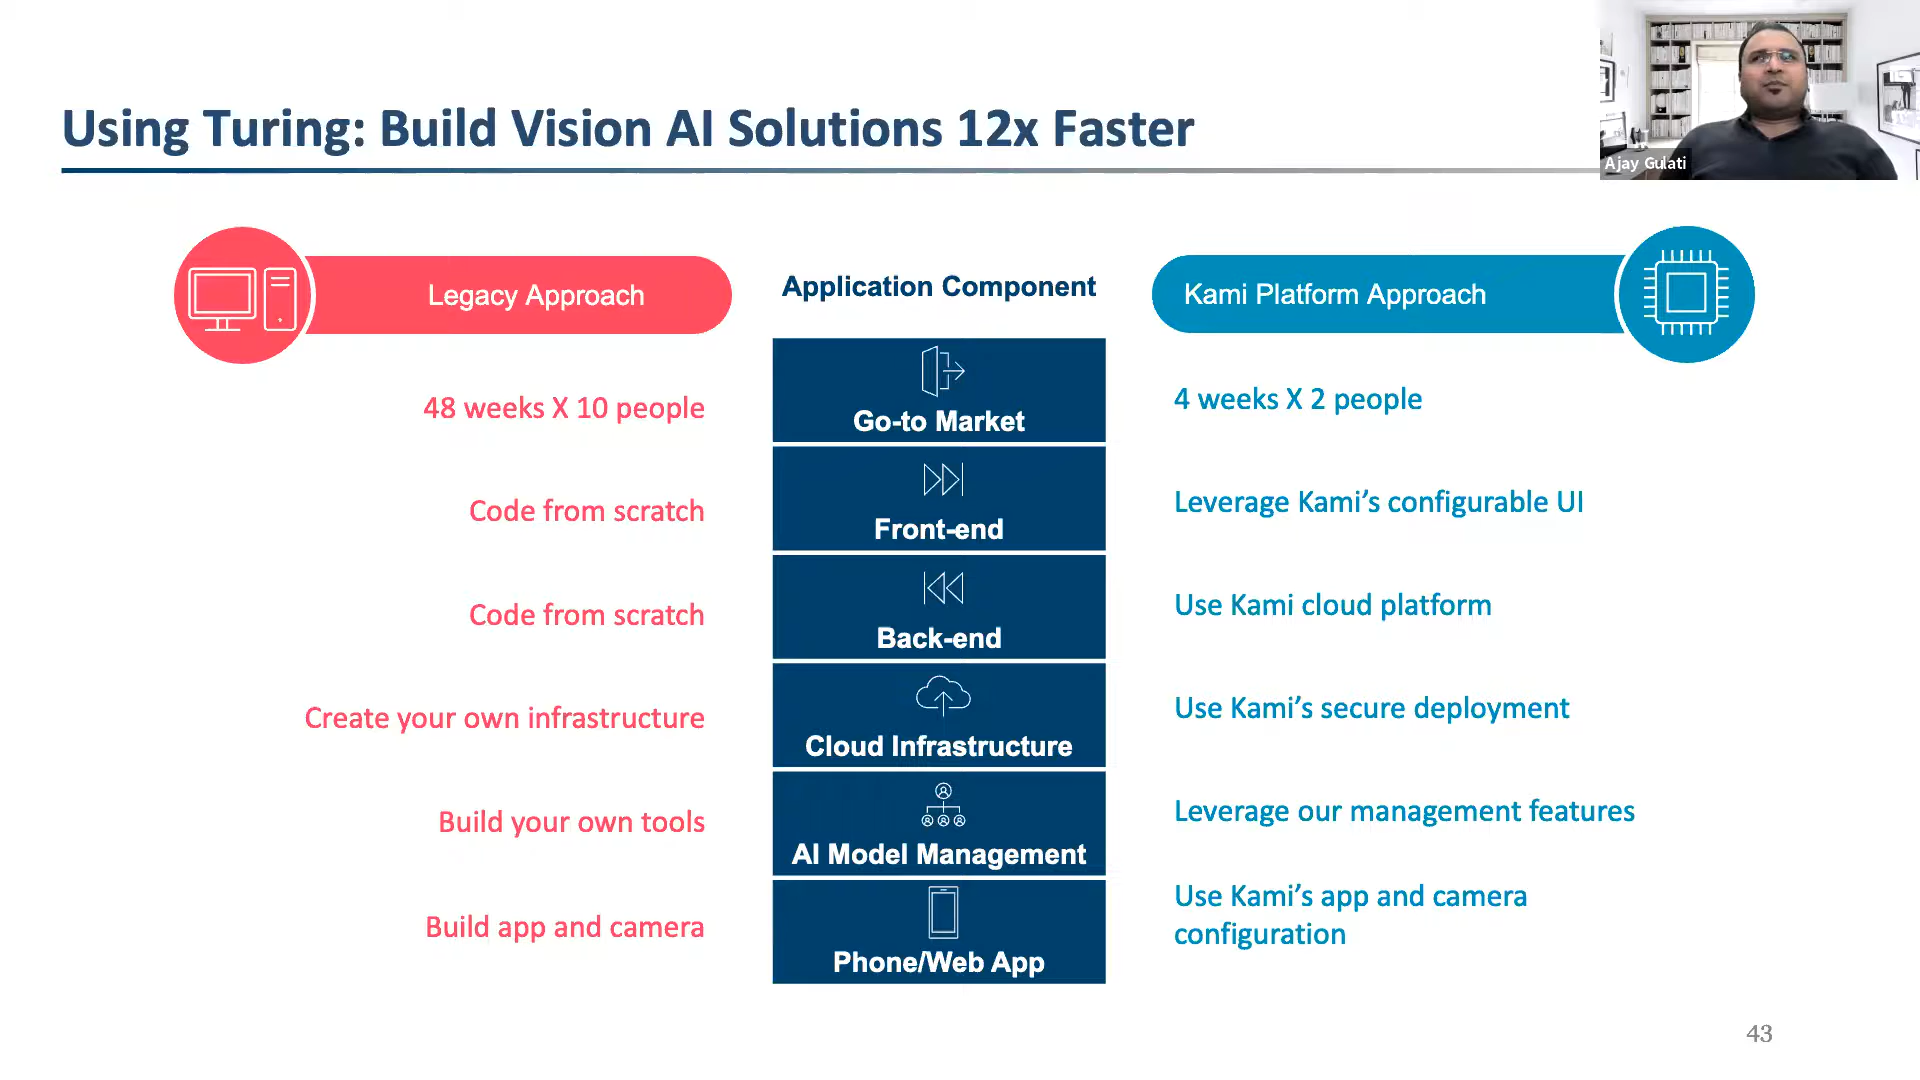 Using Turing: Build Vision AI Solutions 12x Faster
Ajay Gulati
Legacy Approach
Application Component
Kami Platform Approach
48 weeks X 10 people
Go-to Market
4 weeks X 2 people
Code from scratch
Front-end
Leverage Kami’s configurable UI
Code from scratch
Back-end
Use Kami cloud platform
Create your own infrastructure
Cloud Infrastructure
Use Kami’s secure deployment
Build your own tools
AI Model Management
Leverage our management features
Build app and camera
Phone/Web App
Use Kami’s app and camera
configuration
43